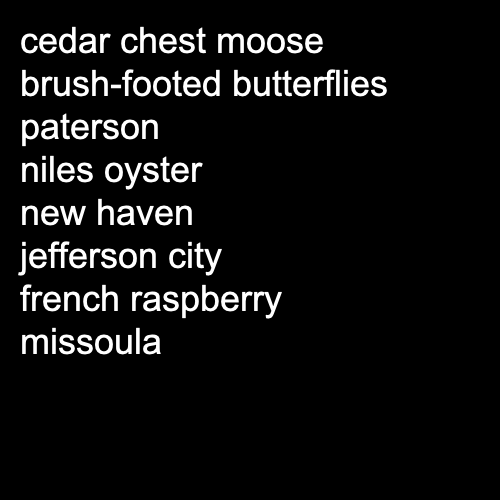 cedar chest moose
brush-footed butterflies
paterson
niles oyster
new haven
jefferson city
french raspberry
missoula